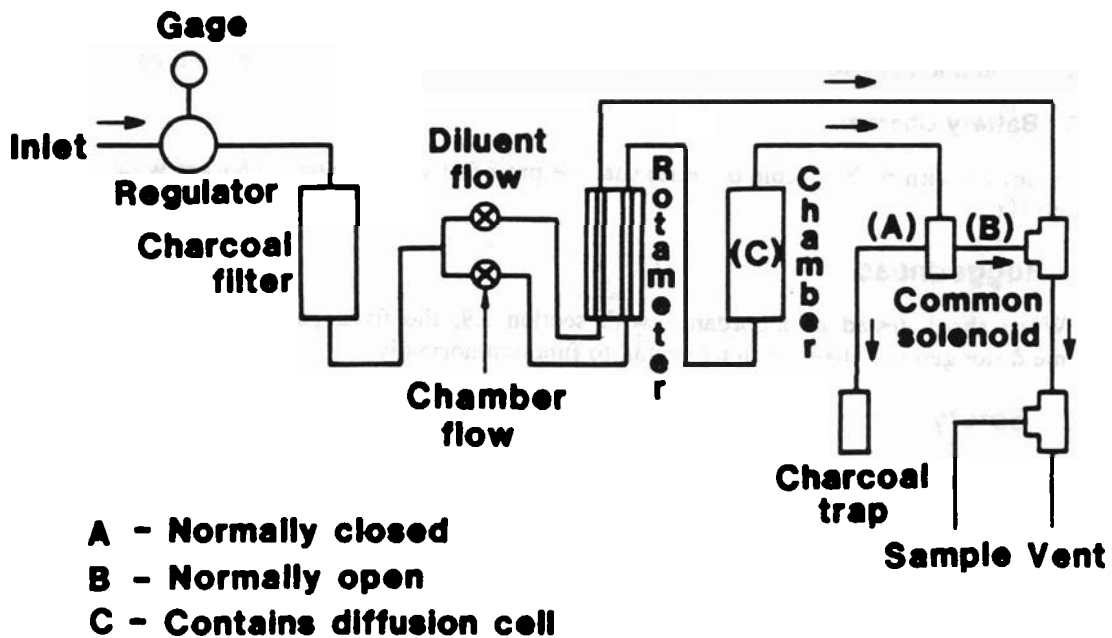 Gage
Inlet
Regulator
Charcoal
filter
Diluent
flow
Chamber
flow
Rotameter
(C)
Chamber
(A)
(B)
Common
solenoid
Charcoal
trap
Sample
Vent
A - Normally closed
B - Normally open
C - Contains diffusion cell